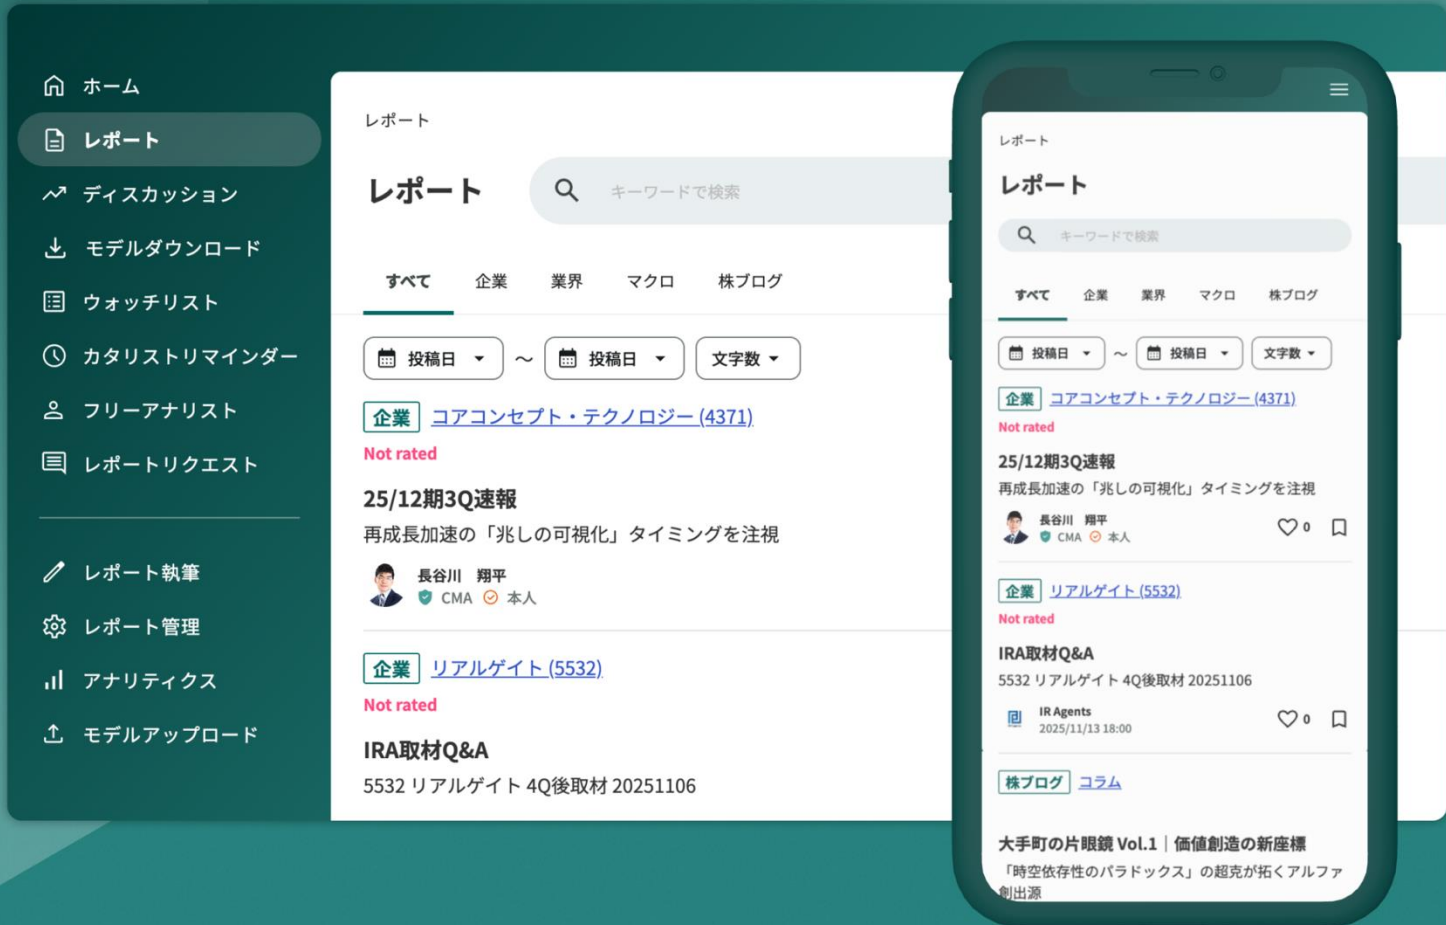 ホーム
レポート
ディスカッション
モデルダウンロード
ウォッチリスト
カタリストリマインダー
フリーアナリスト
レポートリクエスト
レポート執筆
レポート管理
アナリティクス
モデルアップロード
レポート
レポート
キーワードで検索
すべて 企業 業界 マクロ 株ブログ
投稿日 ～ 投稿日 文字数
企業 コアコンセプト・テクノロジー (4371)
Not rated
25/12期3Q速報
再成長加速の「兆しの可視化」タイミングを注視
長谷川 翔平
CMA 本人
企業 リアルゲイト (5532)
Not rated
IRA取材Q&A
5532 リアルゲイト 4Q後取材 20251106
レポート
レポート
キーワードで検索
すべて 企業 業界 マクロ 株ブログ
投稿日 ～ 投稿日 文字数
企業 コアコンセプト・テクノロジー (4371)
Not rated
25/12期3Q速報
再成長加速の「兆しの可視化」タイミングを注視
長谷川 翔平
CMA 本人 0
企業 リアルゲイト (5532)
Not rated
IRA取材Q&A
5532 リアルゲイト 4Q後取材 20251106
IR Agents
2025/11/13 18:00 0
株ブログ コラム
大手町の片眼鏡 Vol.1｜価値創造の新座標
「時空依存性のパラドックス」の超克が拓くアルファ
創出源